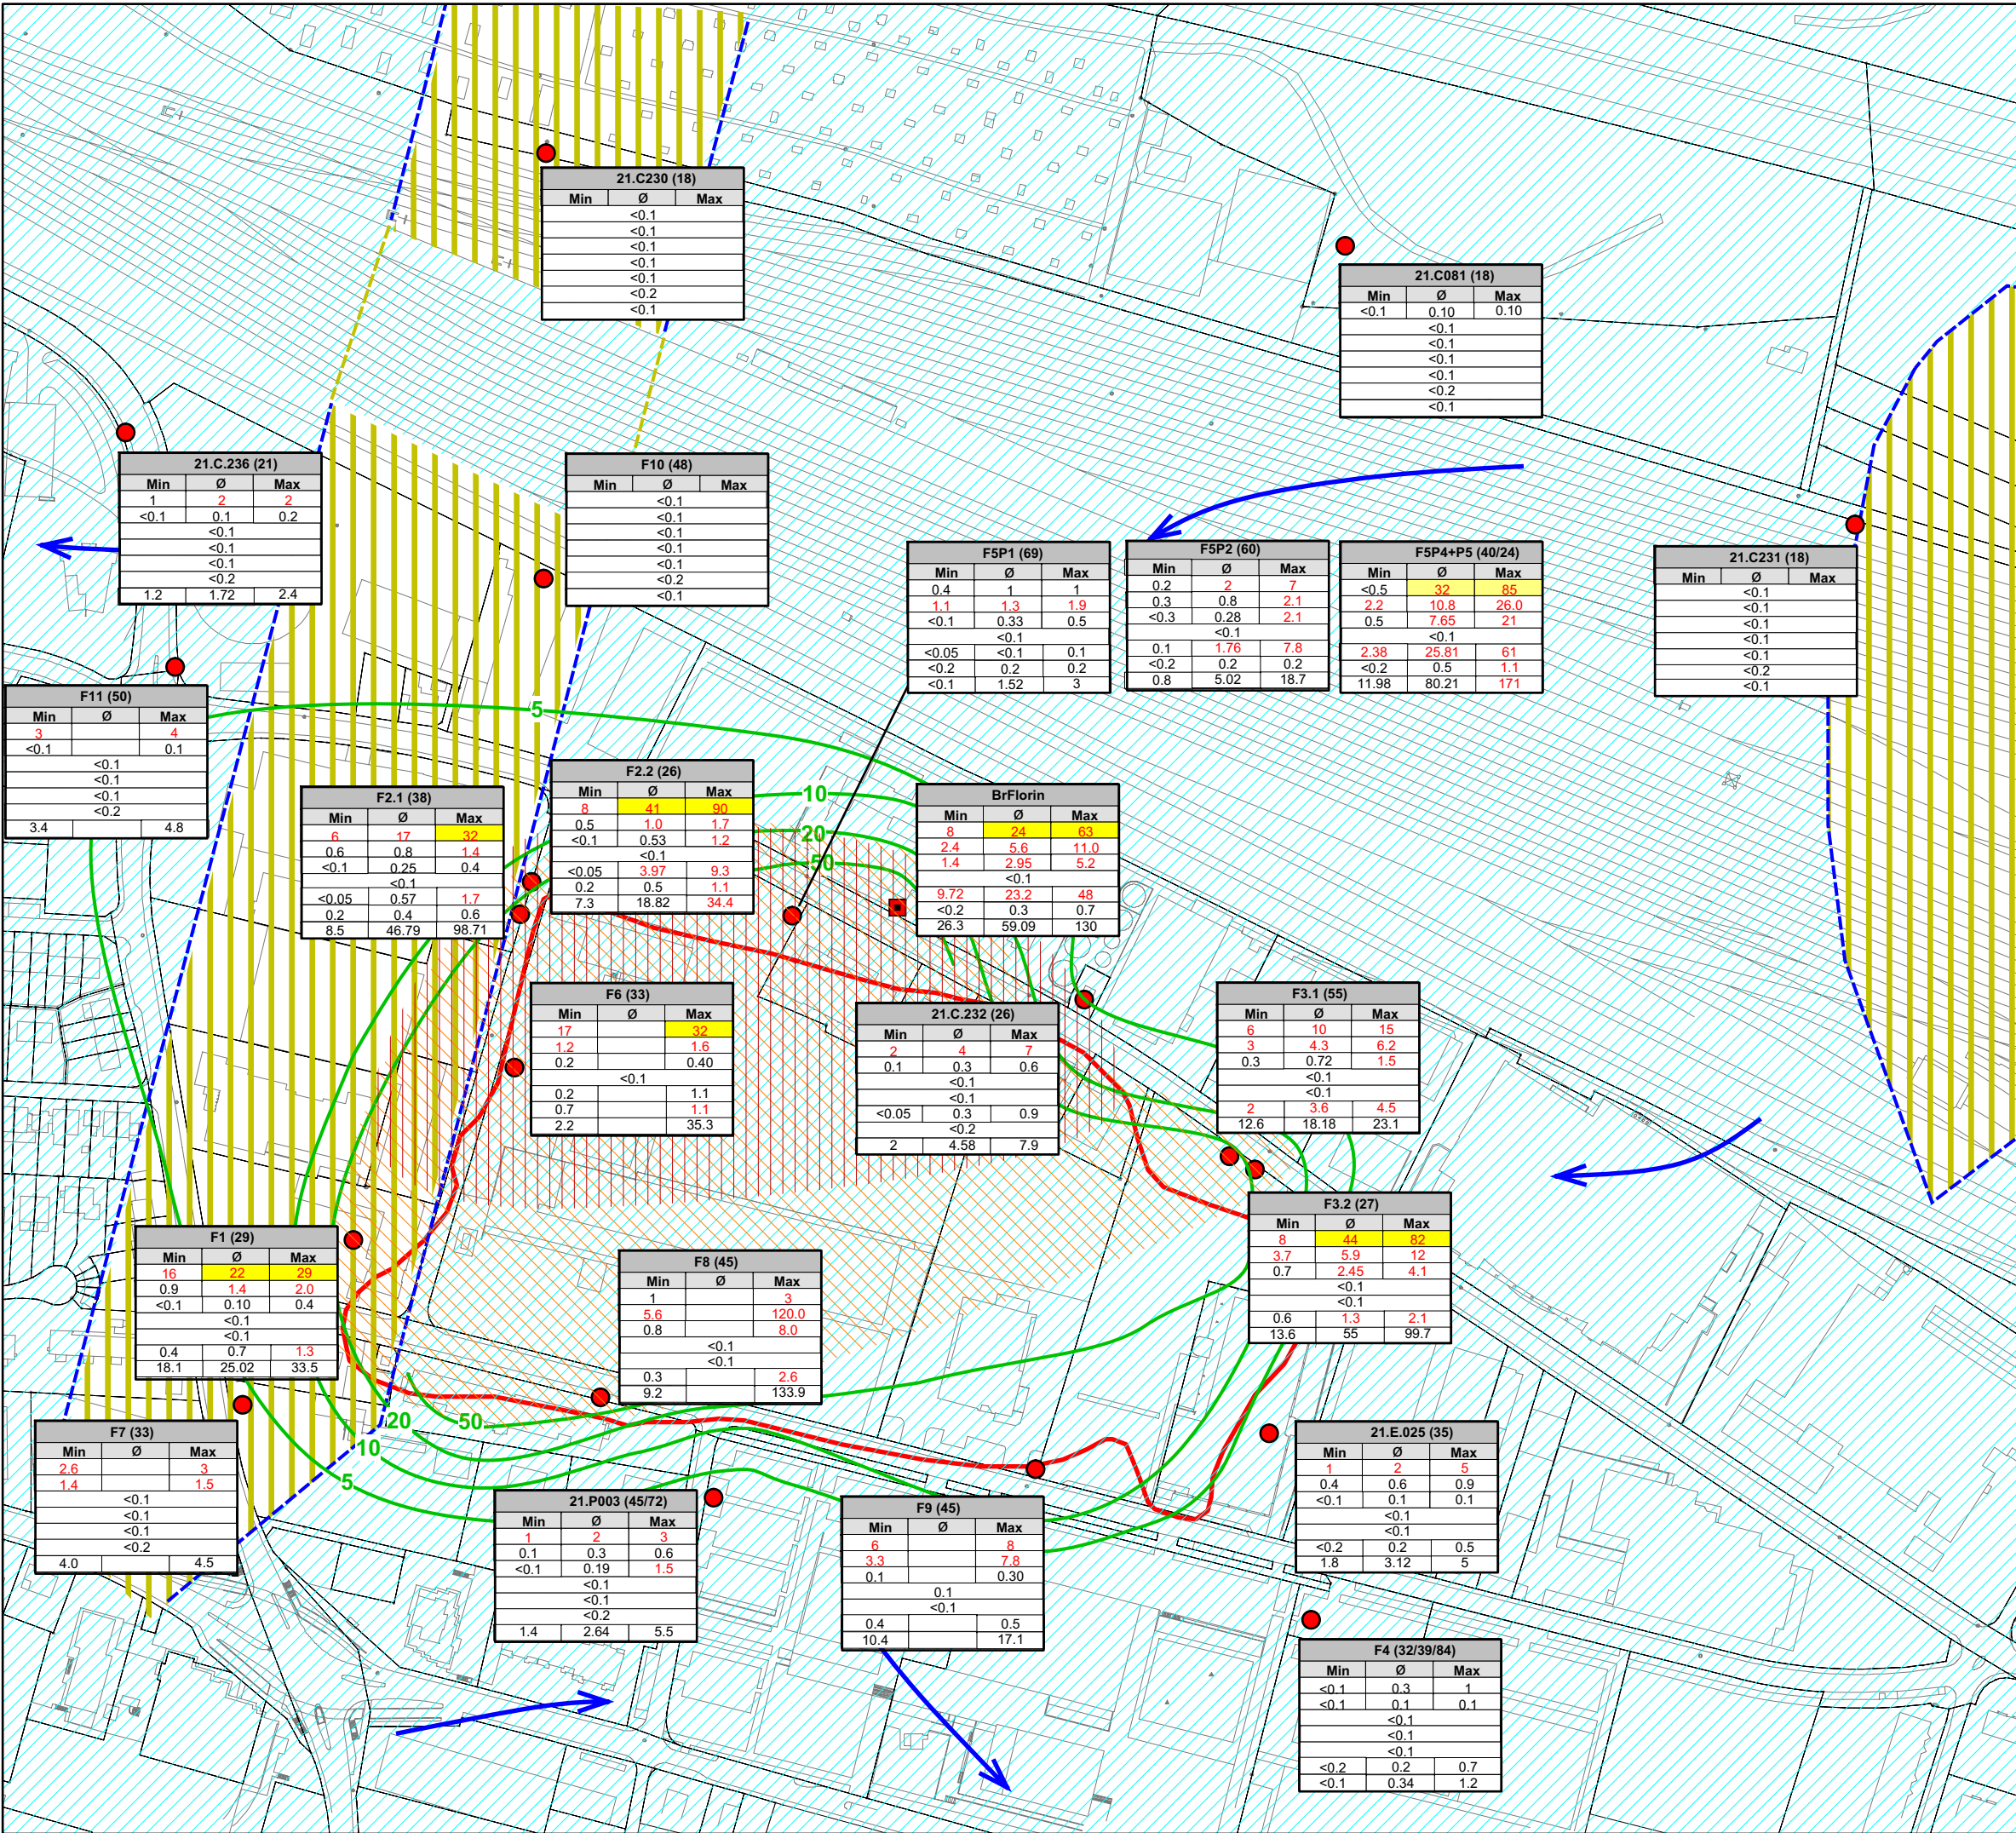 21.C230 (18)
Min Ø Max
<0.1
<0.1
<0.1
<0.1
<0.1
<0.2
<0.1
21.C081 (18)
Min Ø Max
<0.1 0.10 0.10
<0.1
<0.1
<0.1
<0.1
<0.2
<0.1
21.C.236 (21)
Min Ø Max
1 2 2
<0.1 0.1 0.2
<0.1
<0.1
<0.1
<0.2
1.2 1.72 2.4
F10 (48)
Min Ø Max
<0.1
<0.1
<0.1
<0.1
<0.1
<0.2
<0.1
F5P1 (69)
Min Ø Max
0.4 1 1
1.1 1.3 1.9
<0.1 0.33 0.5
<0.1
<0.05 <0.1 0.1
<0.2 0.2 0.2
<0.1 1.52 3
F5P2 (60)
Min Ø Max
0.2 2 7
0.3 0.8 2.1
<0.3 0.28 2.1
<0.1
0.1 1.76 7.8
<0.2 0.2 0.2
0.8 5.02 18.7
F5P4+P5 (40/24)
Min Ø Max
<0.5 32 85
2.2 10.8 26.0
0.5 7.65 21
<0.1
2.38 25.81 61
<0.2 0.5 1.1
11.98 80.21 171
21.C231 (18)
Min Ø Max
<0.1
<0.1
<0.1
<0.1
<0.1
<0.2
<0.1
F11 (50)
Min Ø Max
3 4
<0.1 0.1
<0.1
<0.1
<0.1
<0.2
3.4 4.8
5
F2.1 (38)
Min Ø Max
6 17 32
0.6 0.8 1.4
<0.1 0.25 0.4
<0.1
<0.05 0.57 1.7
0.2 0.4 0.6
8.5 46.79 98.71
F2.2 (26)
Min Ø Max
8 41 90
0.5 1.0 1.7
<0.1 0.53 1.2
<0.1
<0.05 3.97 9.3
0.2 0.5 1.1
7.3 18.82 34.4
10
20
50
BrFlorin
Min Ø Max
8 24 63
2.4 5.6 11.0
1.4 2.95 5.2
<0.1
9.72 23.2 48
<0.2 0.3 0.7
26.3 59.09 130
F6 (33)
Min Ø Max
17 32
1.2 1.6
0.2 0.40
<0.1
0.2 1.1
0.7 1.1
2.2 35.3
21.C.232 (26)
Min Ø Max
2 4 7
0.1 0.3 0.6
<0.1
<0.1
<0.05 0.3 0.9
<0.2
2 4.58 7.9
F3.1 (55)
Min Ø Max
6 10 15
3 4.3 6.2
0.3 0.72 1.5
<0.1
<0.1
2 3.6 4.5
12.6 18.18 23.1
F3.2 (27)
Min Ø Max
8 44 82
3.7 5.9 12
0.7 2.45 4.1
<0.1
<0.1
0.6 1.3 2.1
13.6 55 99.7
F1 (29)
Min Ø Max
16 22 29
0.9 1.4 2.0
<0.1 0.10 0.4
<0.1
<0.1
0.4 0.7 1.3
18.1 25.02 33.5
F8 (45)
Min Ø Max
1 3
5.6 120.0
0.8 8.0
<0.1
<0.1
0.3 2.6
9.2 133.9
20
50
10
5
F7 (33)
Min Ø Max
2.6 3
1.4 1.5
<0.1
<0.1
<0.1
<0.2
4.0 4.5
21.P003 (45/72)
Min Ø Max
1 2 3
0.1 0.3 0.6
<0.1 0.19 1.5
<0.1
<0.1
<0.2
1.4 2.64 5.5
F9 (45)
Min Ø Max
6 8
3.3 7.8
0.1 0.30
0.1
<0.1
0.4 0.5
10.4 17.1
21.E.025 (35)
Min Ø Max
1 2 5
0.4 0.6 0.9
<0.1 0.1 0.1
<0.1
<0.1
<0.2 0.2 0.5
1.8 3.12 5
F4 (32/39/84)
Min Ø Max
<0.1 0.3 1
<0.1 0.1 0.1
<0.1
<0.1
<0.1
<0.2 0.2 0.7
<0.1 0.34 1.2